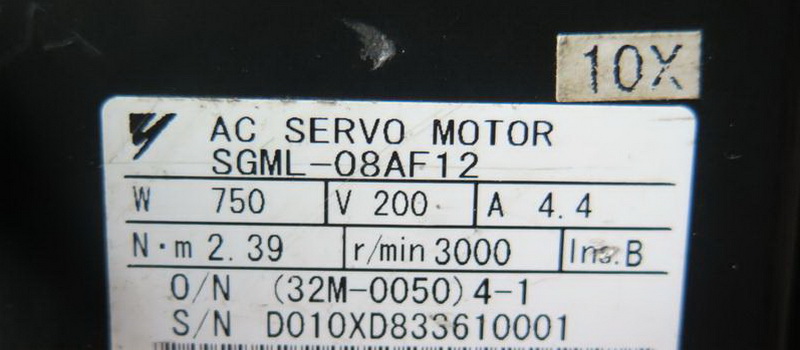 10X
AC SERVO MOTOR
SGML-08AF12
W 750 V 200 A 4.4
N·m 2.39 r/min 3000 Ins.B
O/N (32M-0050)4-1
S/N D010XD833610001